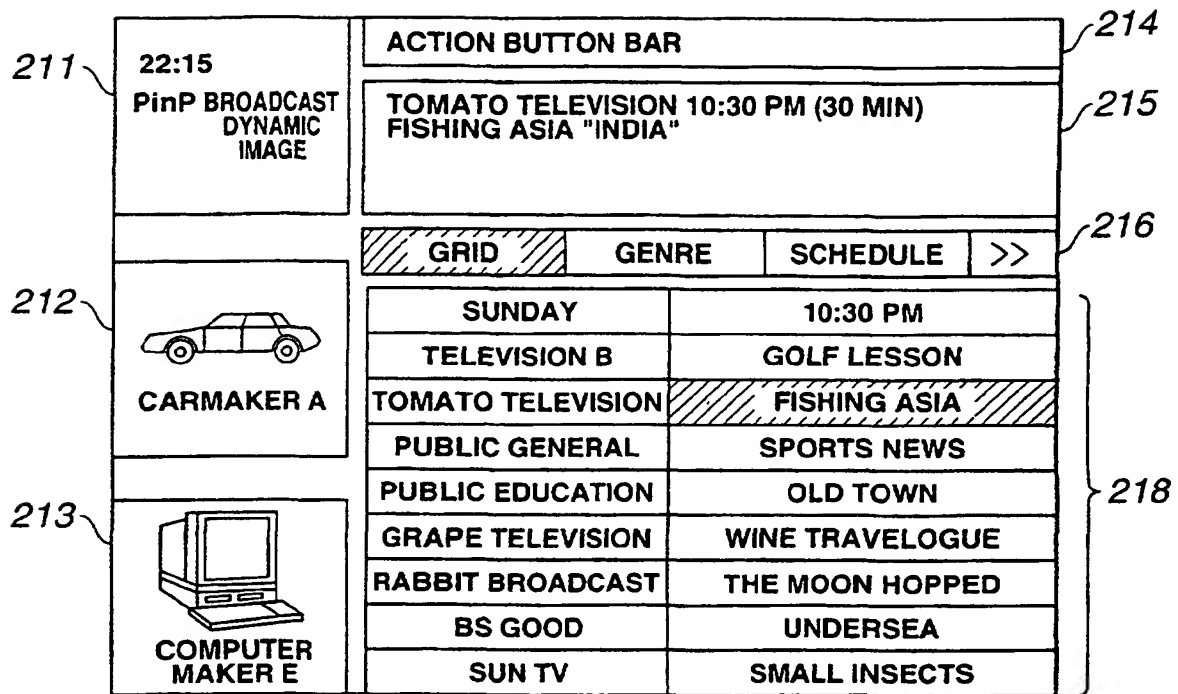 211
22:15
PinP BROADCAST
DYNAMIC
IMAGE
ACTION BUTTON BAR
214
TOMATO TELEVISION 10:30 PM (30 MIN)
FISHING ASIA "INDIA"
215
GRID GENRE SCHEDULE >>
216
212
CARMAKER A
213
COMPUTER
MAKER E
SUNDAY 10:30 PM
TELEVISION B GOLF LESSON
TOMATO TELEVISION FISHING ASIA
PUBLIC GENERAL SPORTS NEWS
PUBLIC EDUCATION OLD TOWN
GRAPE TELEVISION WINE TRAVELOGUE
RABBIT BROADCAST THE MOON HOPPED
BS GOOD UNDERSEA
SUN TV SMALL INSECTS
218